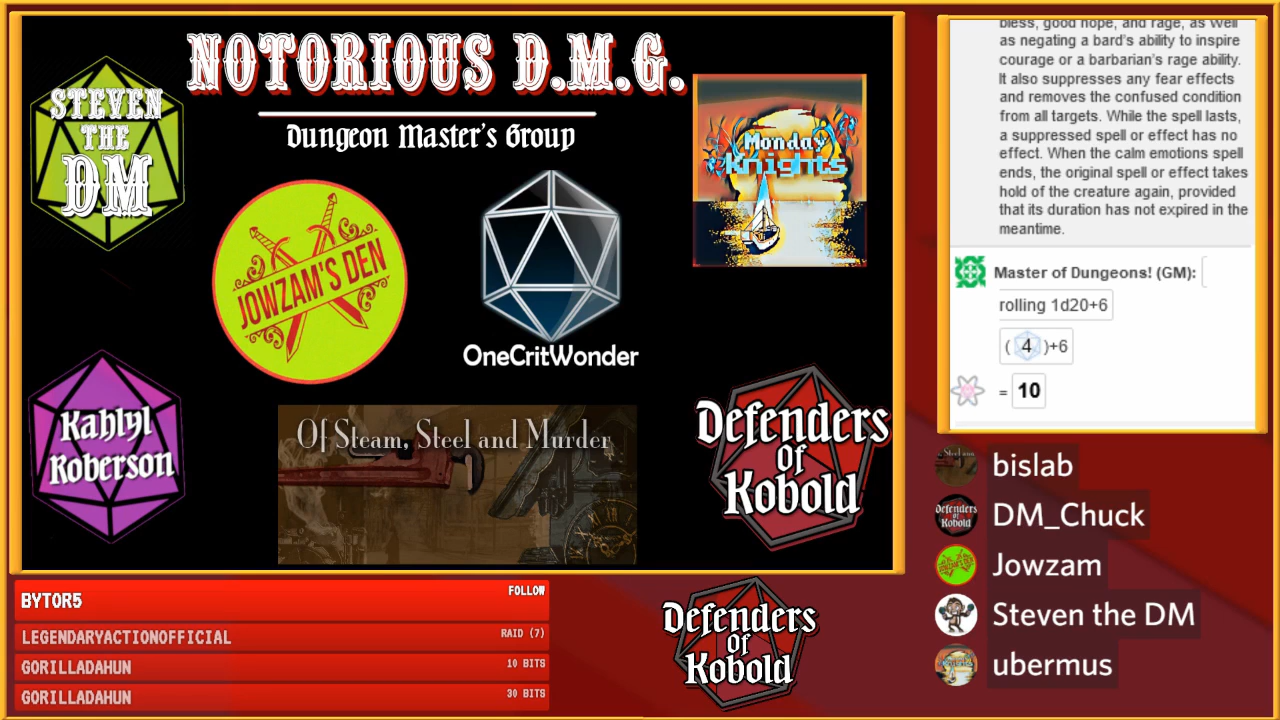 NOTORIOUS D.M.G.
Dungeon Master's Group
STEVEN
THE
DM
Monday
Knights
JOWZAM'S DEN
OneCritWonder
Kahlyl
Roberson
Of Steam, Steel and Murder
Defenders
of
Kobold
bless, good hope, and rage, as well
as negating a bard's ability to inspire
courage or a barbarian's rage ability.
It also suppresses any fear effects
and removes the confused condition
from all targets. While the spell lasts,
a suppressed spell or effect has no
effect. When the calm emotions spell
ends, the original spell or effect takes
hold of the creature again, provided
that its duration has not expired in the
meantime.
Master of Dungeons! (GM):
rolling 1d20+6
( 4 )+6
= 10
bislab
DM_Chuck
Jowzam
Steven the DM
ubermus
BYTOR5 FOLLOW
LEGENDARYACTIONOFFICIAL RAID (7)
GORILLADAHUN 10 BITS
GORILLADAHUN 30 BITS
Defenders
of
Kobold